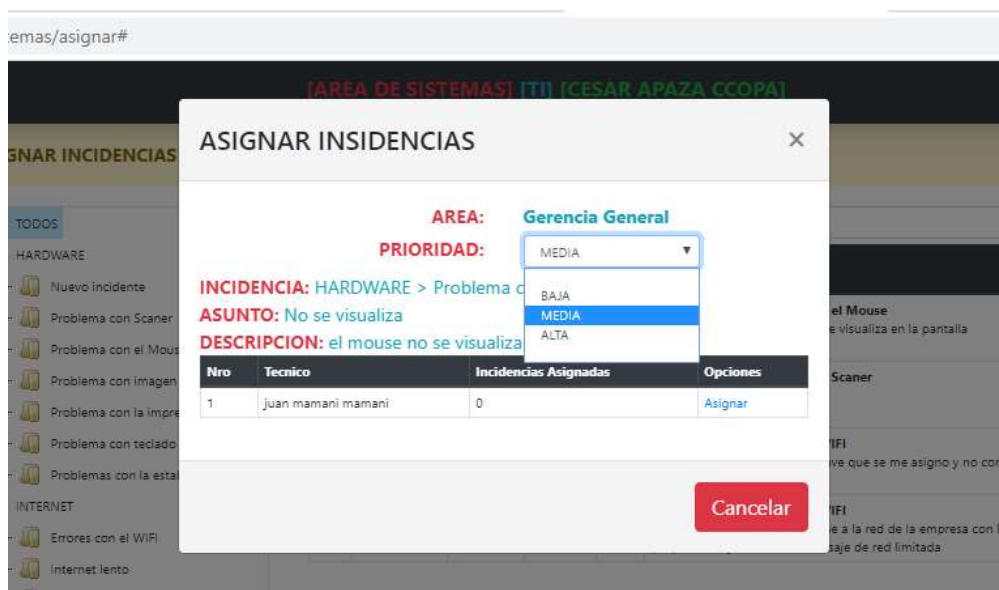 emas/asignar#
[AREA DE SISTEMAS] [TI] [CESAR APAZA CCOPA]
GNAR INCIDENCIAS
ASIGNAR INSIDENCIAS
×
AREA: Gerencia General
PRIORIDAD: MEDIA
BAJA
MEDIA
ALTA
INCIDENCIA: HARDWARE > Problema
ASUNTO: No se visualiza
DESCRIPCION: el mouse no se visualiza
Nro Tecnico Incidencias Asignadas Opciones
1 juan mamani mamani 0 Asignar
Cancelar
TODOS
HARDWARE
Nuevo incidente
Problema con Scaner
Problema con el Mous
Problema con imagen
Problema con la impre
Problema con teclado
Problemas con la estal
INTERNET
Errores con el WIFI
Internet lento
el Mouse
e visualiza en la pantalla
Scaner
IFI
ve que se me asigno y no con
IFI
e a la red de la empresa con
saje de red limitada